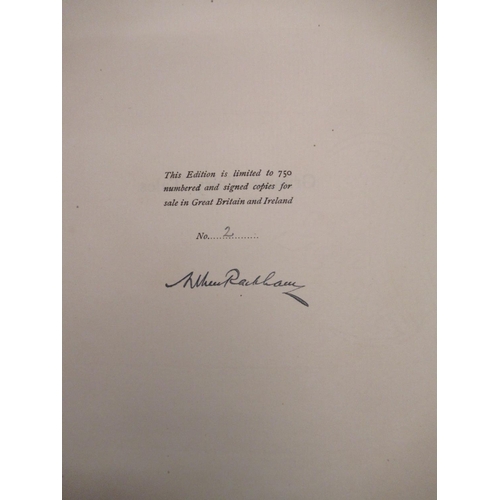 This Edition is limited to 750
numbered and signed copies for
sale in Great Britain and Ireland
No.....2.........
Arthur Rackham